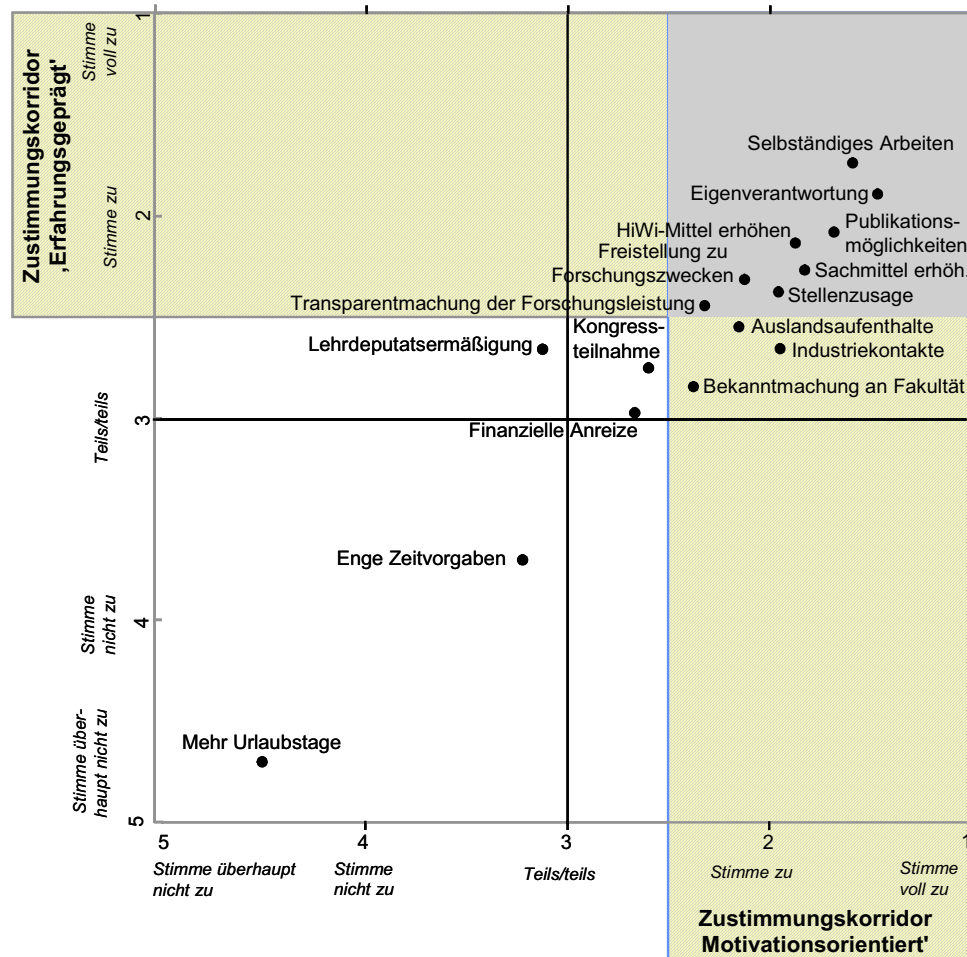 Zustimmungskorridor
‚Erfahrungsgeprägt'
Stimme
voll zu
Stimme zu
Teils/teils
Stimme
nicht zu
Stimme über-
haupt nicht zu
1
2
3
4
5
Selbständiges Arbeiten
Eigenverantwortung
Publikations-
möglichkeiten
HiWi-Mittel erhöhen
Freistellung zu
Forschungszwecken
Sachmittel erhöh.
Stellenzusage
Transparentmachung der Forschungsleistung
Auslandsaufenthalte
Kongress-
teilnahme
Lehrdeputatsermäßigung
Industriekontakte
Bekanntmachung an Fakultät
Finanzielle Anreize
Enge Zeitvorgaben
Mehr Urlaubstage
5
4
3
2
1
Stimme überhaupt
nicht zu
Stimme
nicht zu
Teils/teils
Stimme zu
Stimme
voll zu
Zustimmungskorridor
Motivationsorientiert'